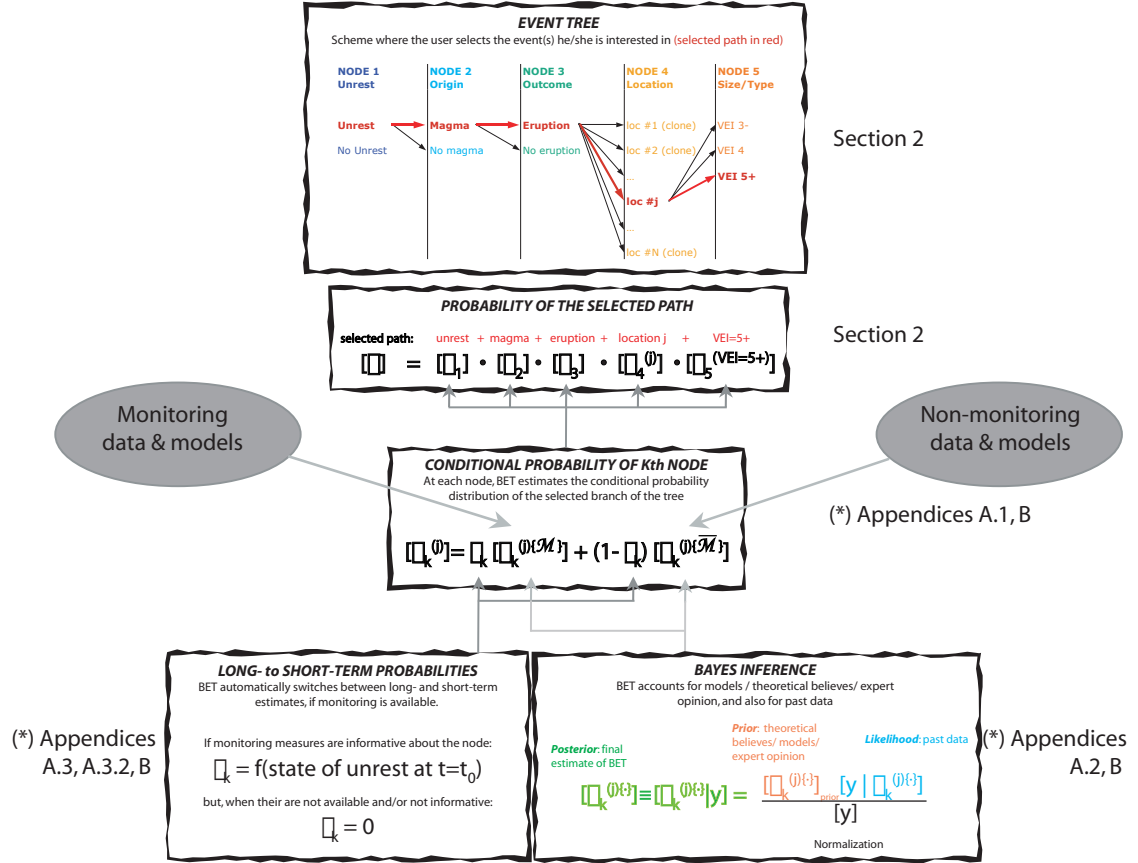 EVENT TREE
Scheme where the user selects the event(s) he/she is interested in (selected path in red)
NODE 1 NODE 2 NODE 3 NODE 4 NODE 5
Unrest Origin Outcome Location Size/Type
Unrest Magma Eruption loc #1 (clone) VEI 3-
No Unrest No magma No eruption loc #2 (clone) VEI 4
... VEI 5+
loc #j
...
loc #N (clone)
Section 2
PROBABILITY OF THE SELECTED PATH
selected path: unrest + magma + eruption + location j + VEI=5+
[□] = [□1] · [□2] · [□3] · [□4(j)] · [□5(VEI=5+)]
Section 2
Monitoring
data & models
Non-monitoring
data & models
CONDITIONAL PROBABILITY OF Kth NODE
At each node, BET estimates the conditional probability
distribution of the selected branch of the tree
[□k(j)]= □k [□k(j){M}] + (1- □k) [□k(j){M̅}]
(*) Appendices A.1, B
LONG- to SHORT-TERM PROBABILITIES
BET automatically switches between long- and short-term
estimates, if monitoring is available.
If monitoring measures are informative about the node:
□k = f(state of unrest at t=t0)
but, when their are not available and/or not informative:
□k = 0
(*) Appendices
A.3, A.3.2, B
BAYES INFERENCE
BET accounts for models / theoretical believes/ expert
opinion, and also for past data
Posterior: final
estimate of BET
Prior: theoretical
believes/ models/
expert opinion
Likelihood: past data
[□k(j){·}]≡[□k(j){·}|y] = [□k(j){·}]prior [y | □k(j){·}]
[y]
Normalization
(*) Appendices
A.2, B